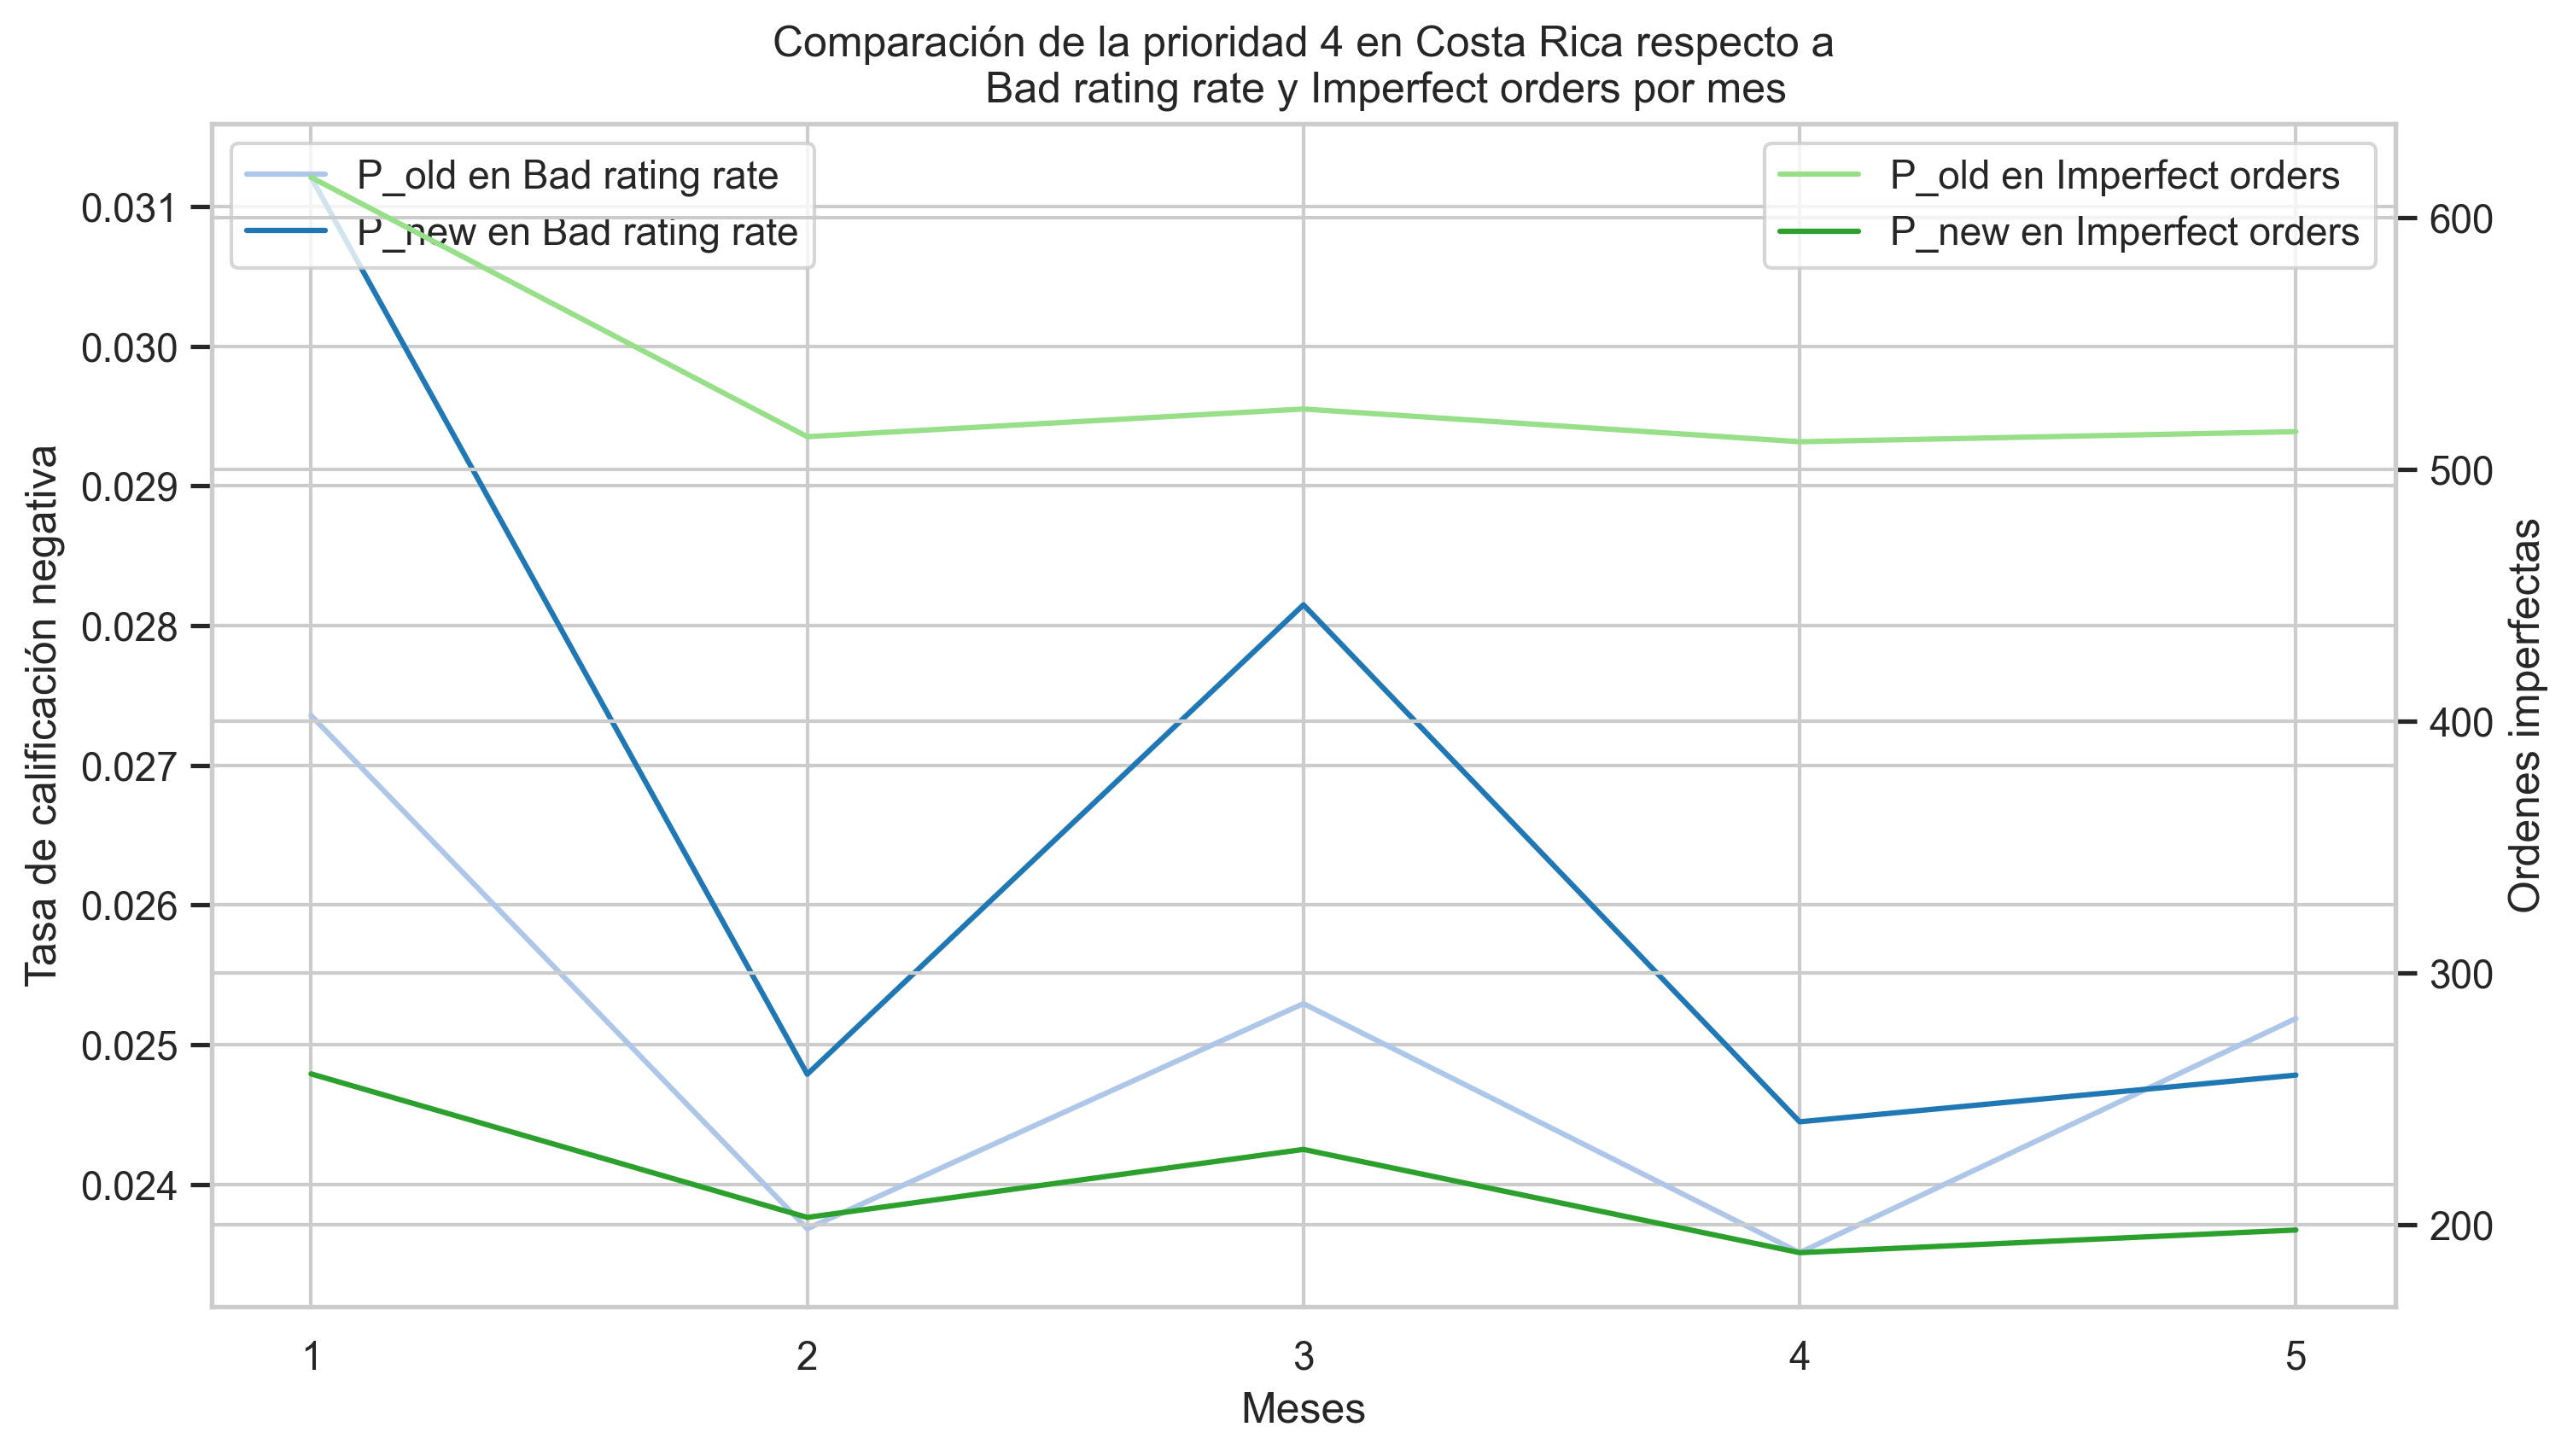 Comparación de la prioridad 4 en Costa Rica respecto a
Bad rating rate y Imperfect orders por mes
P_old en Bad rating rate
P_new en Bad rating rate
P_old en Imperfect orders
P_new en Imperfect orders
Tasa de calificación negativa
0.031
0.030
0.029
0.028
0.027
0.026
0.025
0.024
600
500
400
300
200
Ordenes imperfectas
1 2 3 4 5
Meses